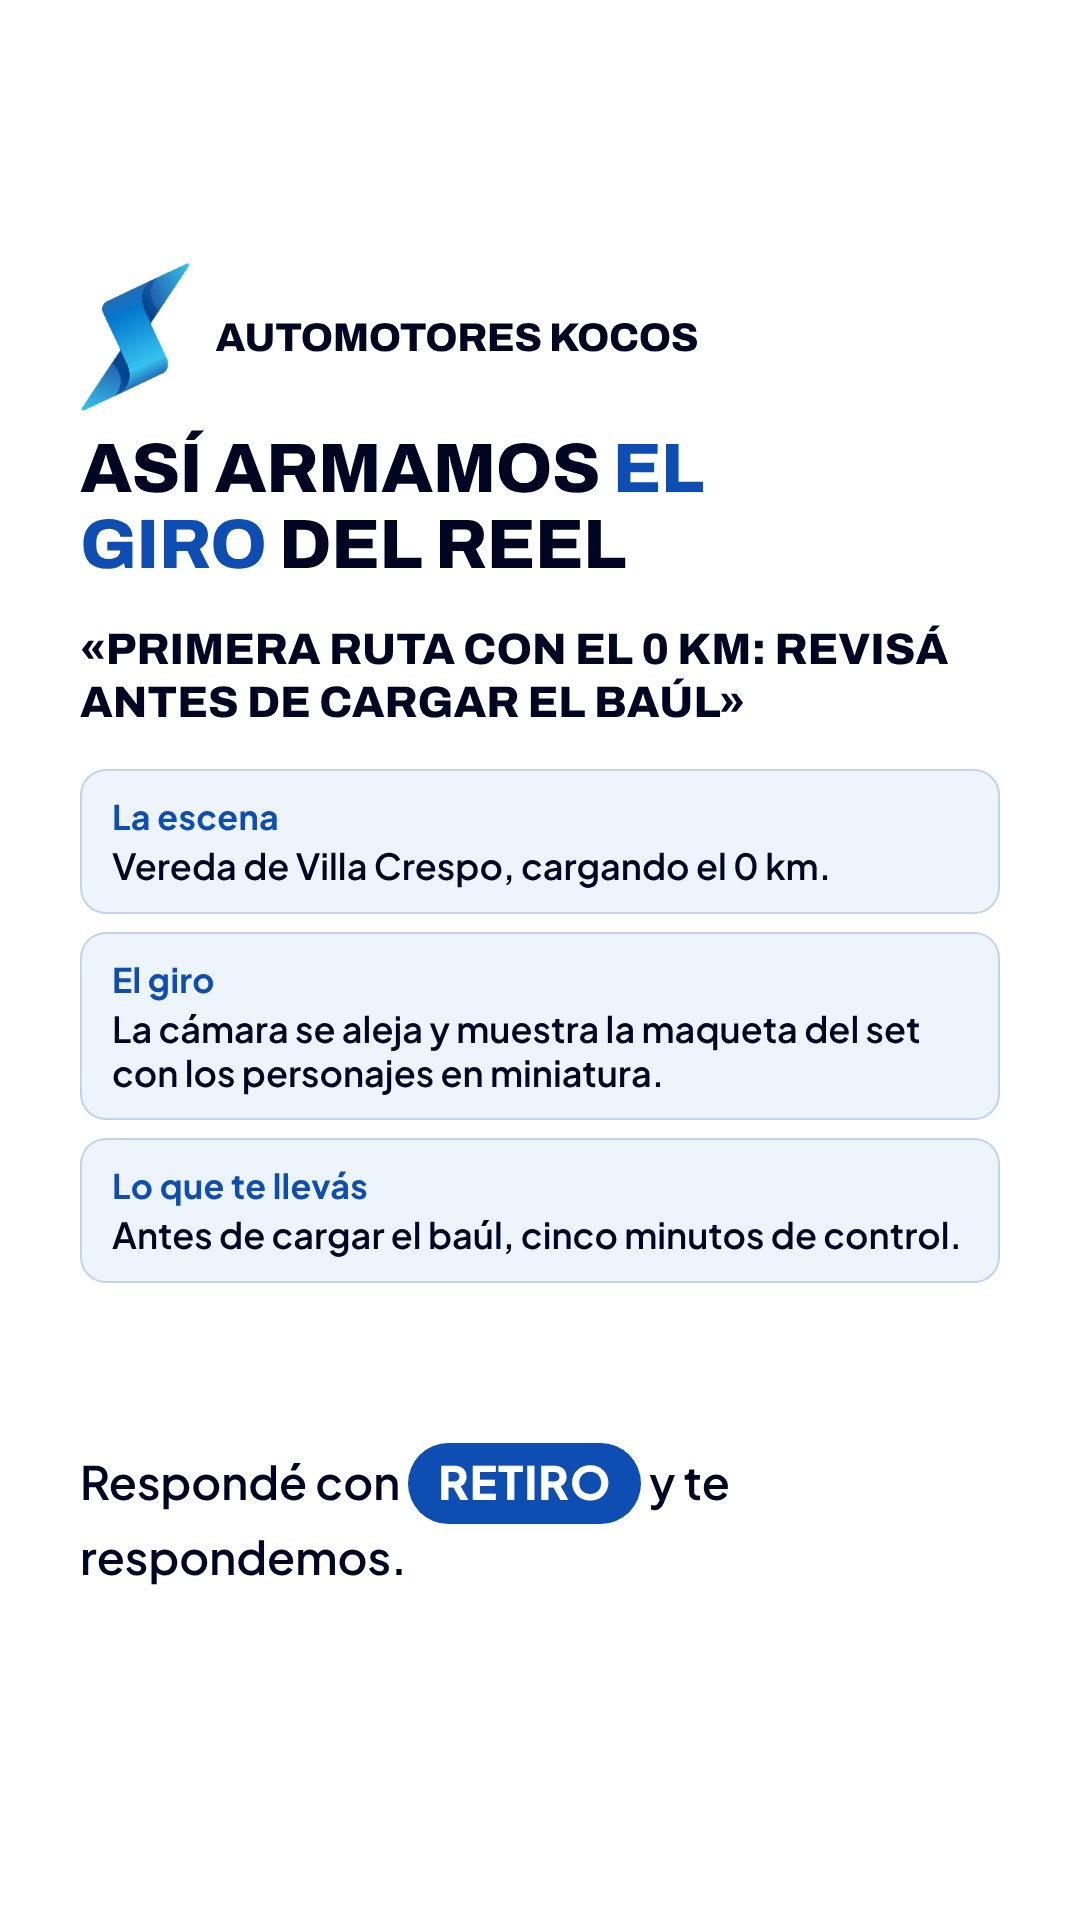 AUTOMOTORES KOCOS
ASÍ ARMAMOS EL
GIRO DEL REEL
«PRIMERA RUTA CON EL 0 KM: REVISÁ
ANTES DE CARGAR EL BAÚL»
La escena
Vereda de Villa Crespo, cargando el 0 km.
El giro
La cámara se aleja y muestra la maqueta del set
con los personajes en miniatura.
Lo que te llevás
Antes de cargar el baúl, cinco minutos de control.
Respondé con RETIRO y te
respondemos.